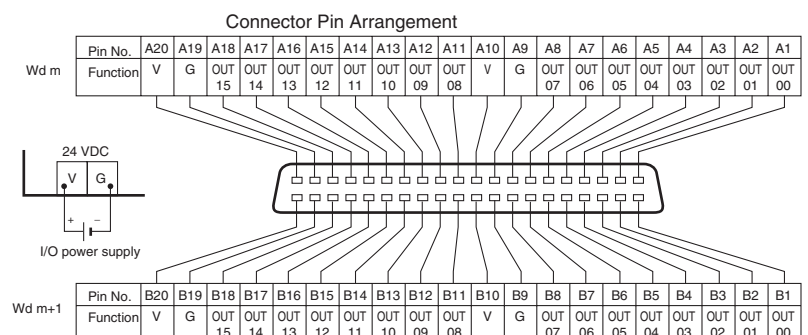 Connector Pin Arrangement
Wd m
Pin No. A20 A19 A18 A17 A16 A15 A14 A13 A12 A11 A10 A9 A8 A7 A6 A5 A4 A3 A2 A1
Function V G OUT 15 OUT 14 OUT 13 OUT 12 OUT 11 OUT 10 OUT 09 OUT 08 V G OUT 07 OUT 06 OUT 05 OUT 04 OUT 03 OUT 02 OUT 01 OUT 00
24 VDC
V G
+ −
I/O power supply
Wd m+1
Pin No. B20 B19 B18 B17 B16 B15 B14 B13 B12 B11 B10 B9 B8 B7 B6 B5 B4 B3 B2 B1
Function V G OUT 15 OUT 14 OUT 13 OUT 12 OUT 11 OUT 10 OUT 09 OUT 08 V G OUT 07 OUT 06 OUT 05 OUT 04 OUT 03 OUT 02 OUT 01 OUT 00